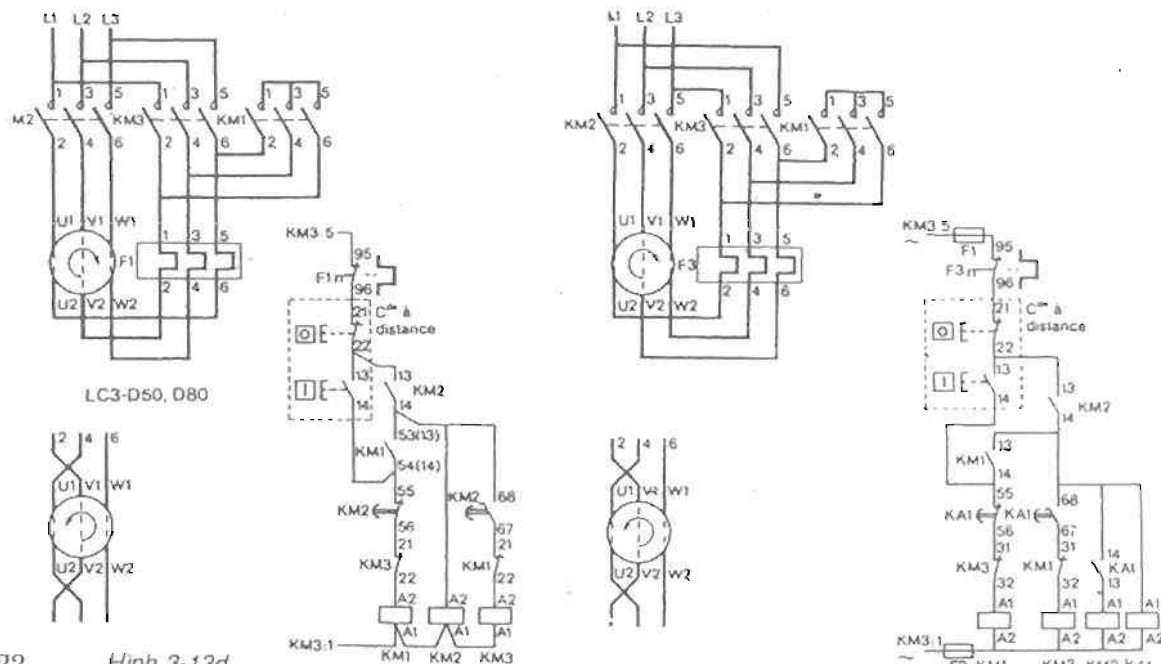 L1 L2 L3
1 3 5 1 3 5 1 3 5
M2 KM3 KM1
2 4 6 2 4 6 2 4 6
U1 V1 W1
1 3 5
F1
2 4 6
U2 V2 W2
LC3-D50, D80
2 4 6
U1 V1 W1
U2 V2 W2
KM3:5
95
F1
96
21
C^de à
distance
O
22
13
I
14
13
KM2
14
53(13)
KM1
54(14)
55
KM2
56
68
KM2
67
21
KM3
22
21
KM1
22
A2 A2 A2
A1 A1 A1
KM3:1
KM1 KM2 KM3
Hình 3-13d
L1 L2 L3
1 3 5 1 3 5 1 3 5
KM2 KM3 KM1
2 4 6 2 4 6 2 4 6
U1 V1 W1
1 3 5
F3
2 4 6
U2 V2 W2
2 4 6
U1 W1
U2 V2 W2
KM3:5
~
F1
95
F3
96
21
C^de à
distance
O
22
13
I
14
13
KM2
14
13
KM1
14
55
KA1
56
68
KA1
67
31
KM3
32
31
KM1
32
14
KA1
13
A1 A1 A1 A1
A2 A2 A2 A2
KM3:1
~
KM1